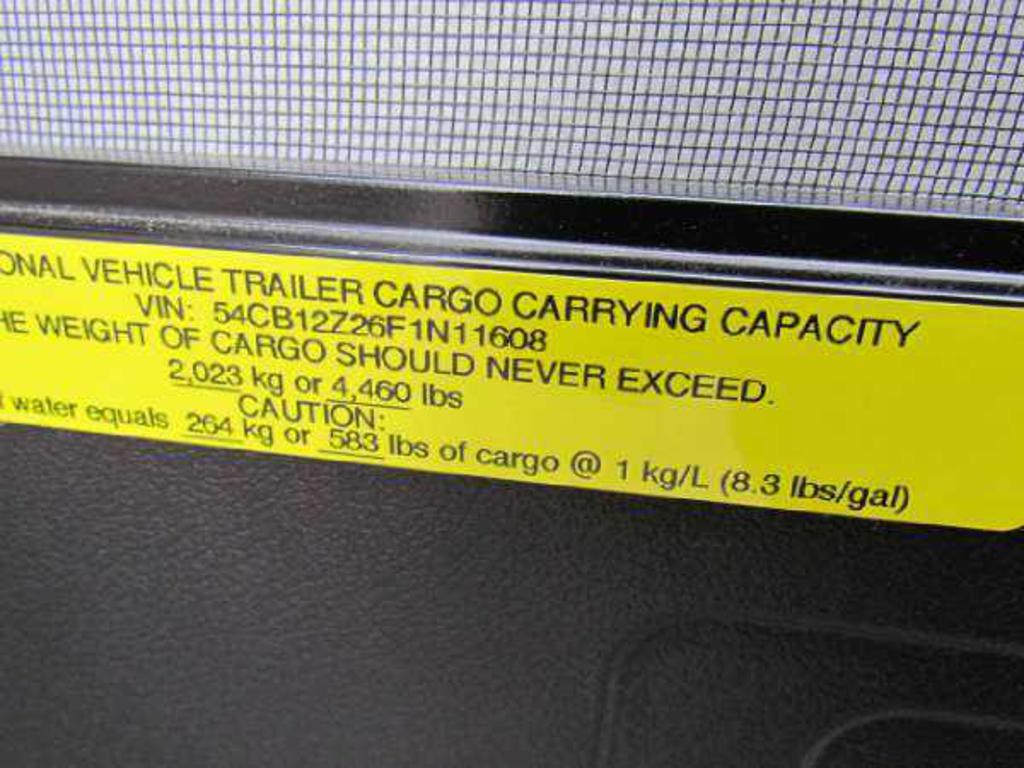 ONAL VEHICLE TRAILER CARGO CARRYING CAPACITY
VIN: 54CB12Z26F1N11608
HE WEIGHT OF CARGO SHOULD NEVER EXCEED.
2,023 kg or 4,460 lbs
CAUTION:
water equals 264 kg or 583 lbs of cargo @ 1 kg/L (8.3 lbs/gal)